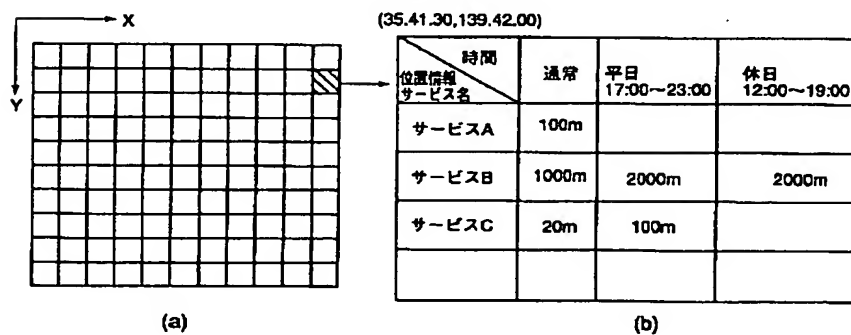 X
Y
(a)
(35.41.30,139.42.00)
時間
位置情報
サービス名
通常
平日
17:00〜23:00
休日
12:00〜19:00
サービスA
100m
サービスB
1000m
2000m
2000m
サービスC
20m
100m
(b)